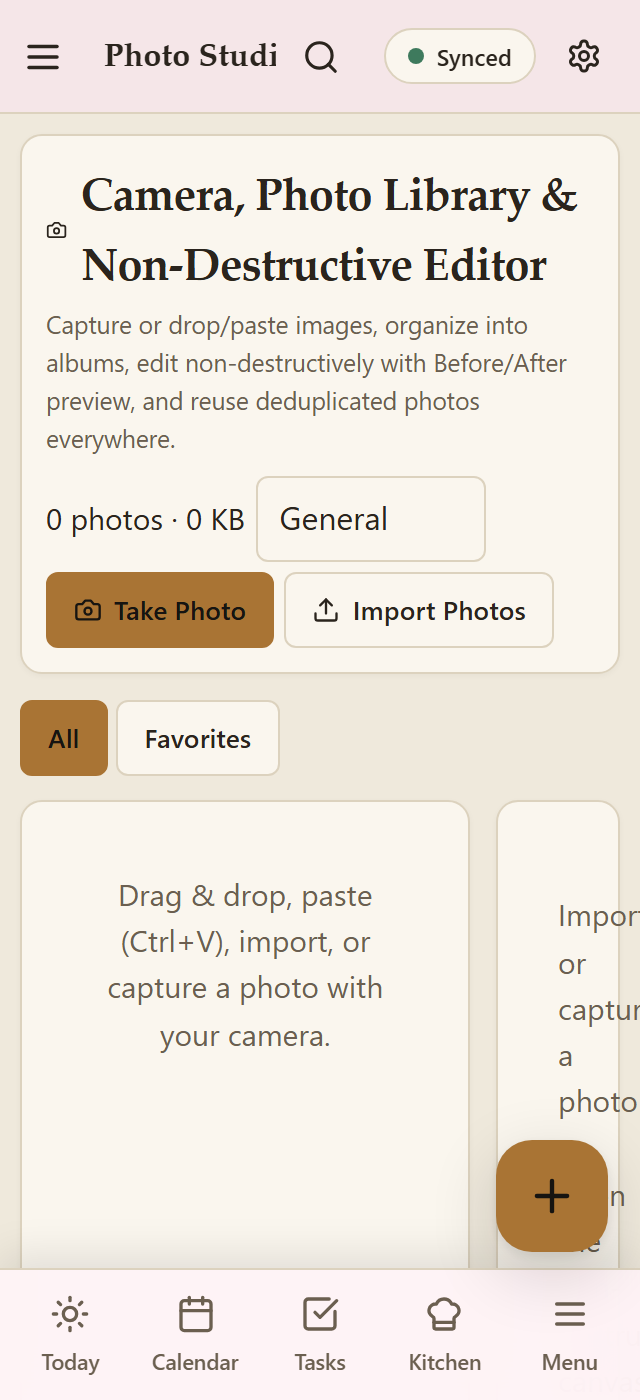 Photo Studi
Synced
Camera, Photo Library &
Non-Destructive Editor
Capture or drop/paste images, organize into
albums, edit non-destructively with Before/After
preview, and reuse deduplicated photos
everywhere.
0 photos · 0 KB
General
Take Photo
Import Photos
All
Favorites
Drag & drop, paste
(Ctrl+V), import, or
capture a photo with
your camera.
Import
or
captur
a
photo
Today
Calendar
Tasks
Kitchen
Menu